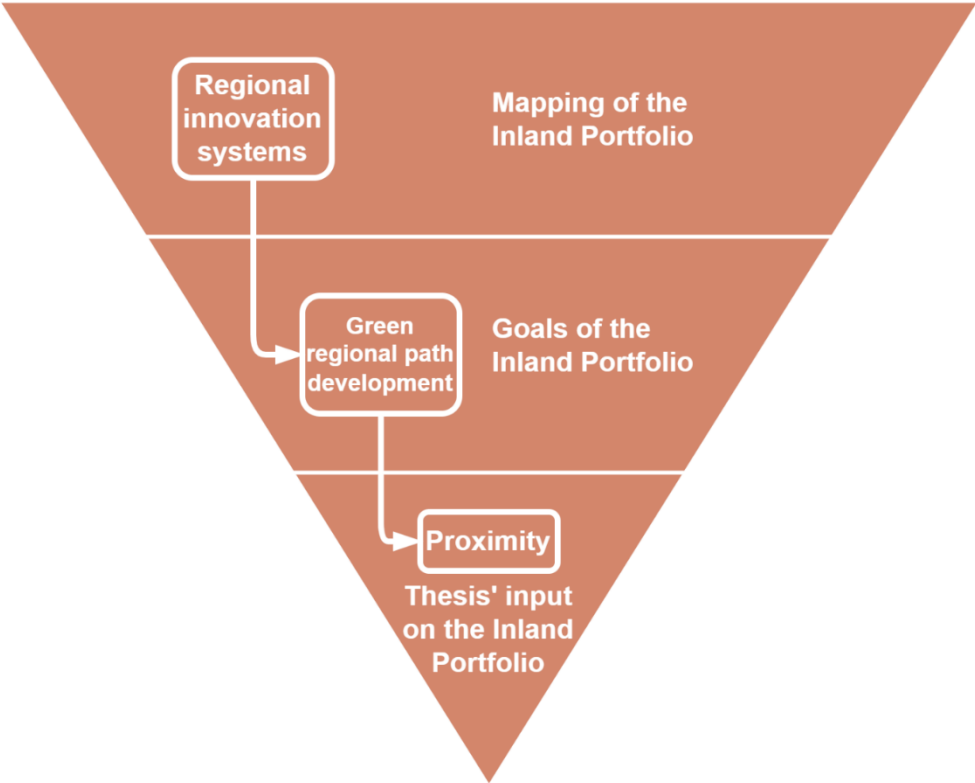 Regional
innovation
systems
Mapping of the
Inland Portfolio
Green
regional path
development
Goals of the
Inland Portfolio
Proximity
Thesis' input
on the Inland
Portfolio